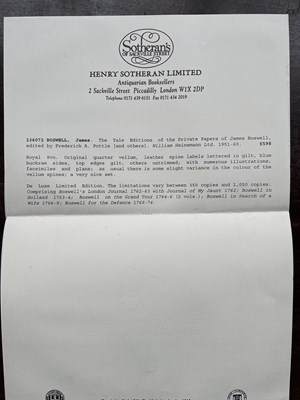 Sotheran's
OF SACKVILLE STREET
HENRY SOTHERAN LIMITED
Antiquarian Booksellers
2 Sackville Street Piccadilly London W1X 2DP
Telephone 0171 439 6151 Fax 0171 434 2019
BOSWELL, James. The Yale Editions of the Private Papers of James Boswell,
edited by Frederick A. Pottle [and others]. William Heinemann Ltd. 1951-60. £598
Royal 8vo. Original quarter vellum, leather spine labels lettered in gilt, blue
buckram sides, top edges gilt, others untrimmed; with numerous illustrations,
facsimiles and plans; as usual there is some slight variance in the colour of the
vellum spines: a very nice set.
De Luxe Limited Edition. The limitations vary between 350 copies and 1,050 copies.
Comprising Boswell's London Journal 1762-63 with Journal of My Jaunt 1762; Boswell in
Holland 1763-4; Boswell on the Grand Tour 1764-6 (2 vols.); Boswell in Search of a
Wife 1766-9; Boswell for the Defence 1769-74.